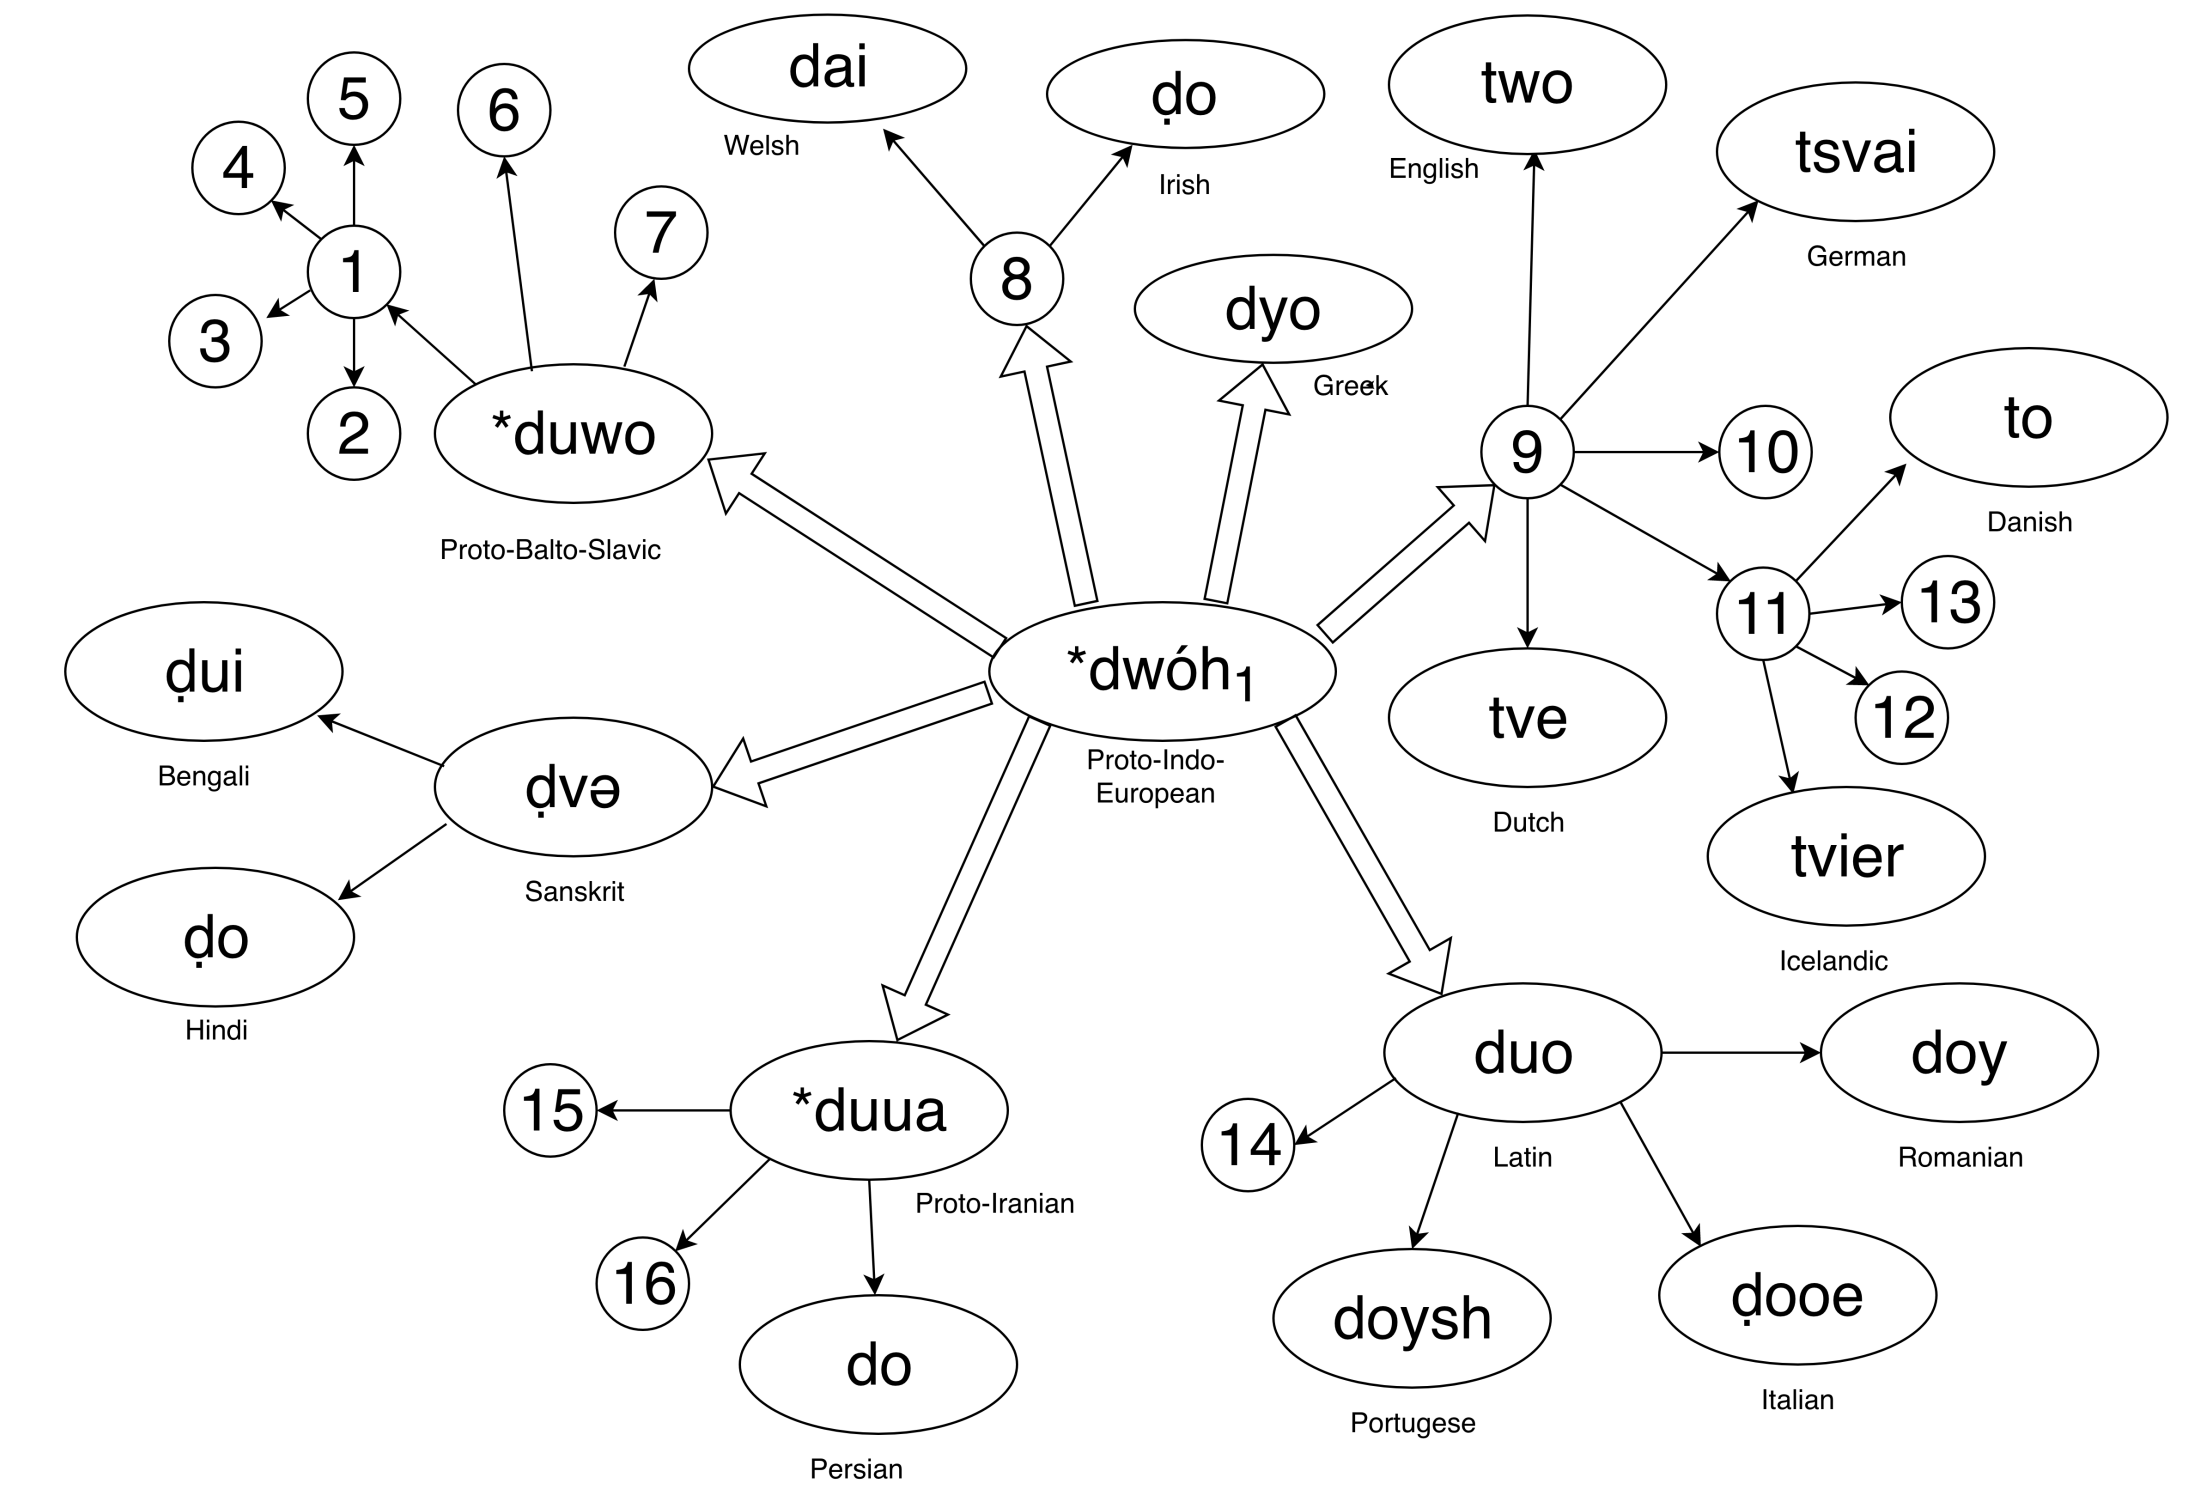 dai
Welsh
ḍo
Irish
two
English
tsvai
German
5
6
4
7
1
8
3
2
dyo
Greek
*duwo
Proto-Balto-Slavic
9
10
to
Danish
11
13
12
tve
Dutch
tvier
Icelandic
*dwóh₁
Proto-Indo-
European
ḍui
Bengali
ḍvə
Sanskrit
ḍo
Hindi
15
*duua
Proto-Iranian
16
do
Persian
duo
Latin
doy
Romanian
14
doysh
Portugese
ḍooe
Italian